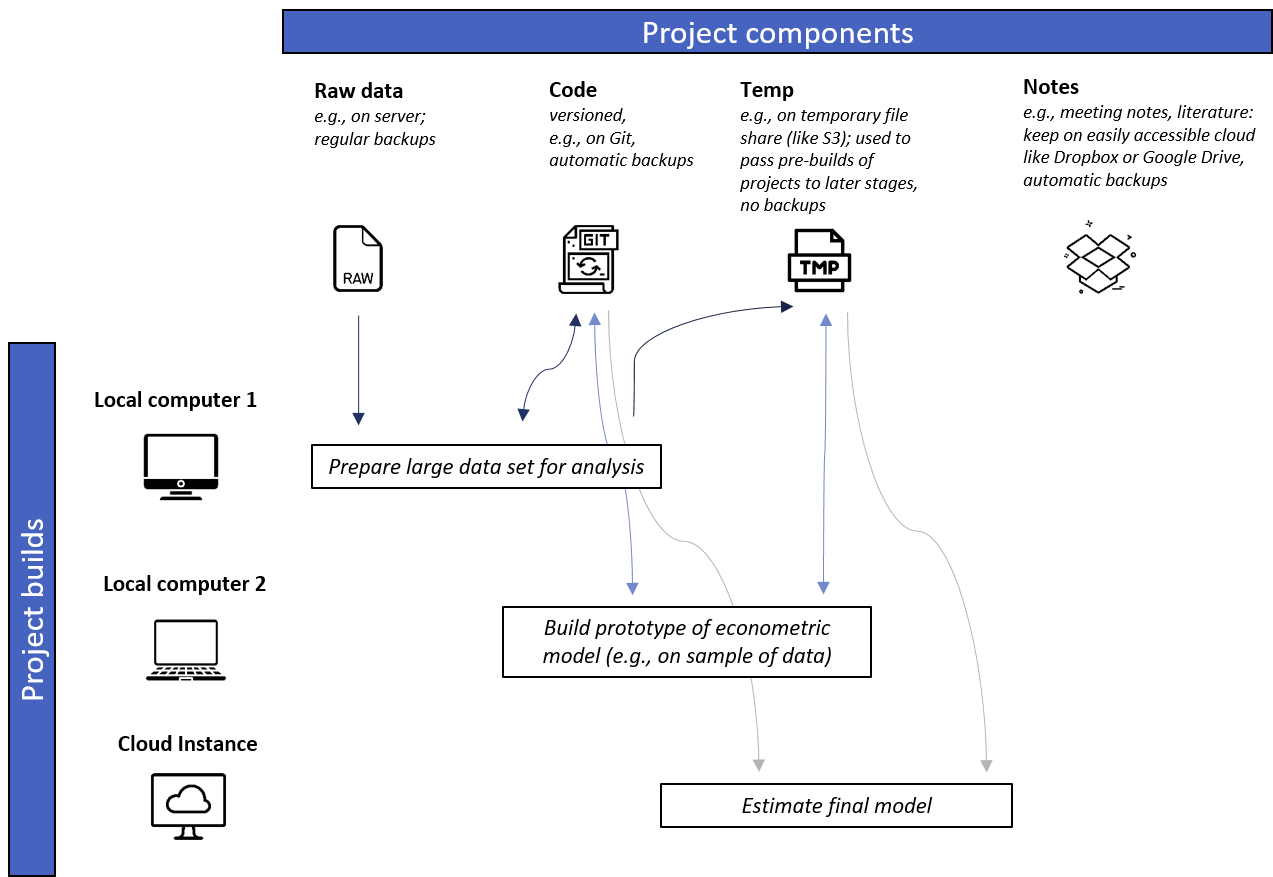 Project components
Raw data
e.g., on server;
regular backups
Code
versioned,
e.g., on Git,
automatic backups
Temp
e.g., on temporary file
share (like S3); used to
pass pre-builds of
projects to later stages,
no backups
Notes
e.g., meeting notes, literature:
keep on easily accessible cloud
like Dropbox or Google Drive,
automatic backups
RAW
GIT
TMP
Project builds
Local computer 1
Prepare large data set for analysis
Local computer 2
Build prototype of econometric
model (e.g., on sample of data)
Cloud Instance
Estimate final model